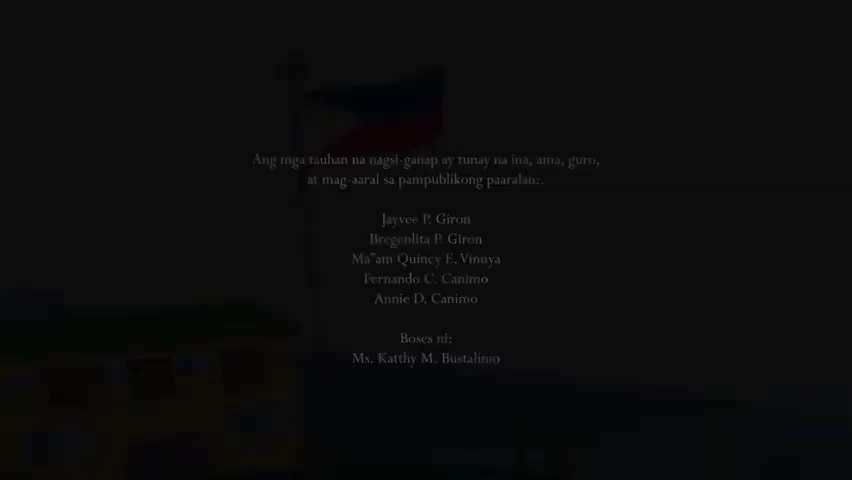 Ang mga tauhan na nagsi-ganap ay tunay na ina, ama, guro,
at mag-aaral sa pampublikong paaralan:.
Jayvee P. Giron
Bregenlita P. Giron
Ma"am Quincy E. Vinuya
Fernando C. Canimo
Annie D. Canimo
Boses ni:
Ms. Katthy M. Bustalinio